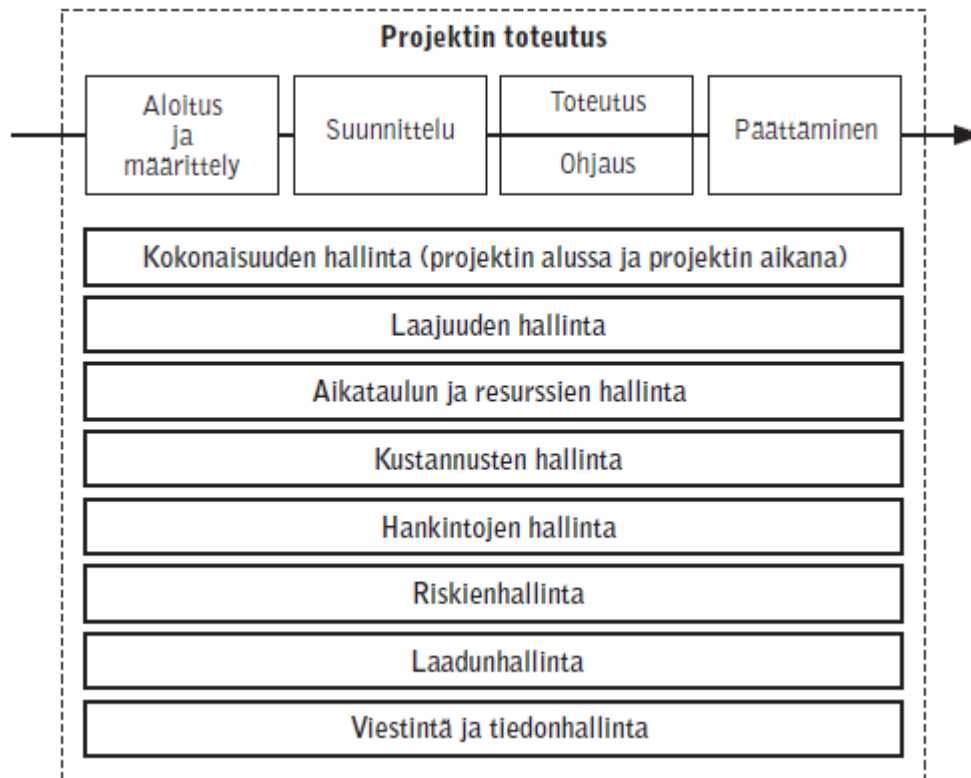 Projektin toteutus
Aloitus
ja
määrittely
Suunnittelu
Toteutus
Ohjaus
Päättäminen
Kokonaisuuden hallinta (projektin alussa ja projektin aikana)
Laajuuden hallinta
Aikataulun ja resurssien hallinta
Kustannusten hallinta
Hankintojen hallinta
Riskienhallinta
Laadunhallinta
Viestintä ja tiedonhallinta